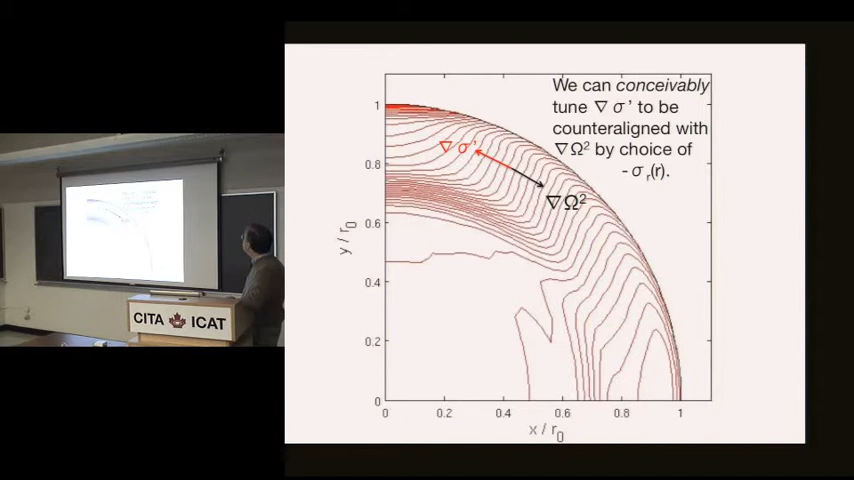 We can conceivably
tune ∇ σ' to be
counteraligned with
∇Ω² by choice of
-σr(r).
∇ σ'
∇Ω²
1
0.8
0.6
0.4
0.2
0
y / r0
0
0.2
0.4
0.6
0.8
1
x / r0
CITA ICAT